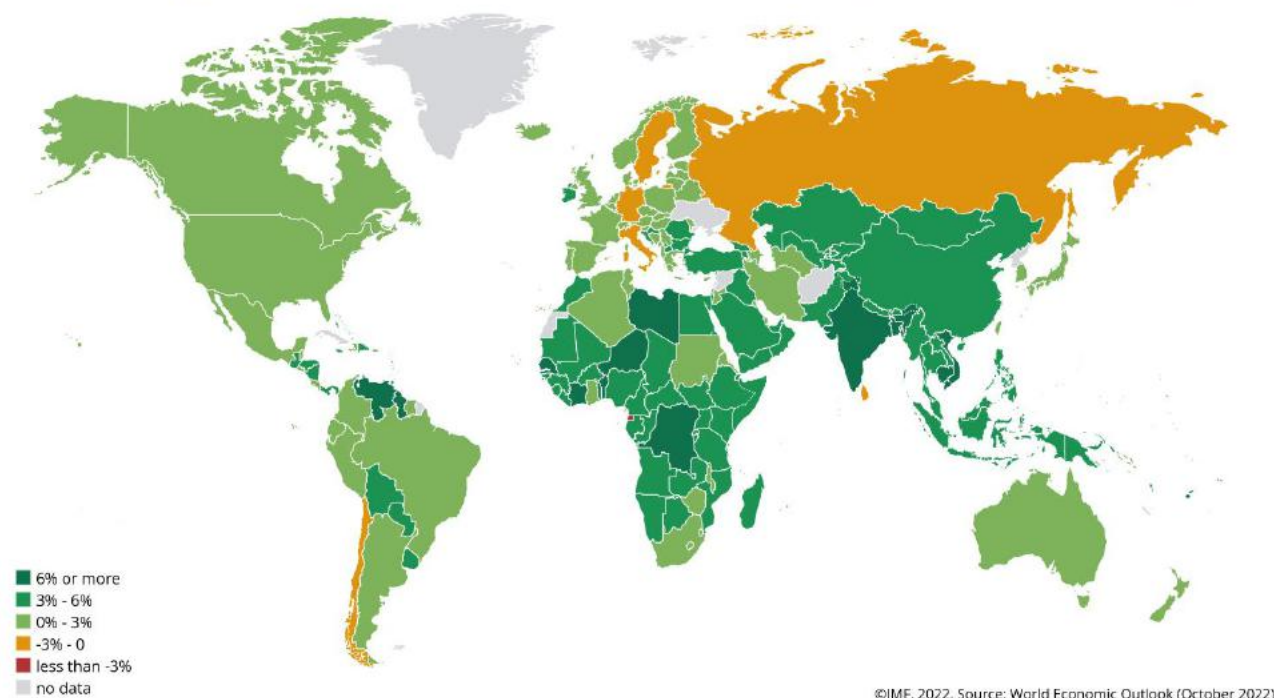 6% or more
3% - 6%
0% - 3%
-3% - 0
less than -3%
no data
©IMF, 2022, Source: World Economic Outlook (October 2022)